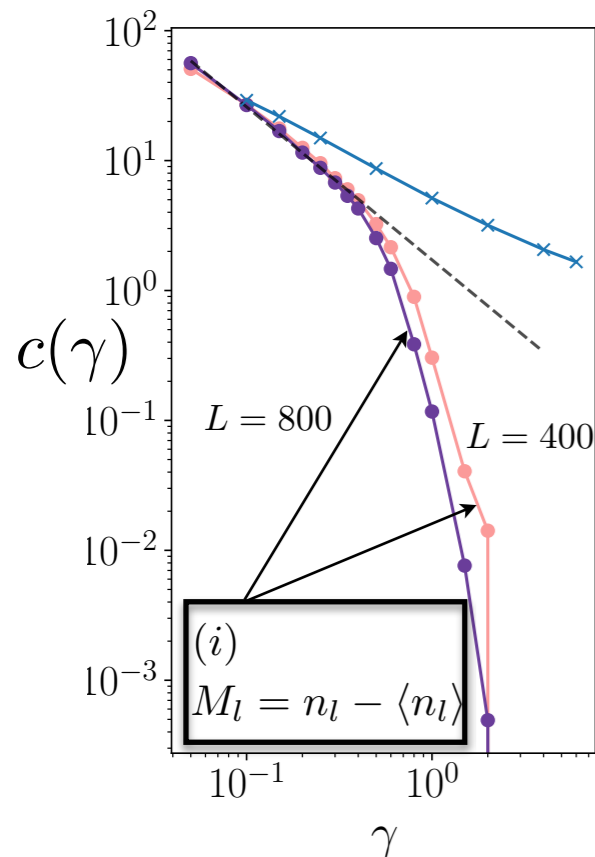 10^2
10^1
10^0
c(γ)
10^{-1}
L = 800
L = 400
10^{-2}
(i)
M_l = n_l − ⟨n_l⟩
10^{-3}
10^{-1}
10^0
γ